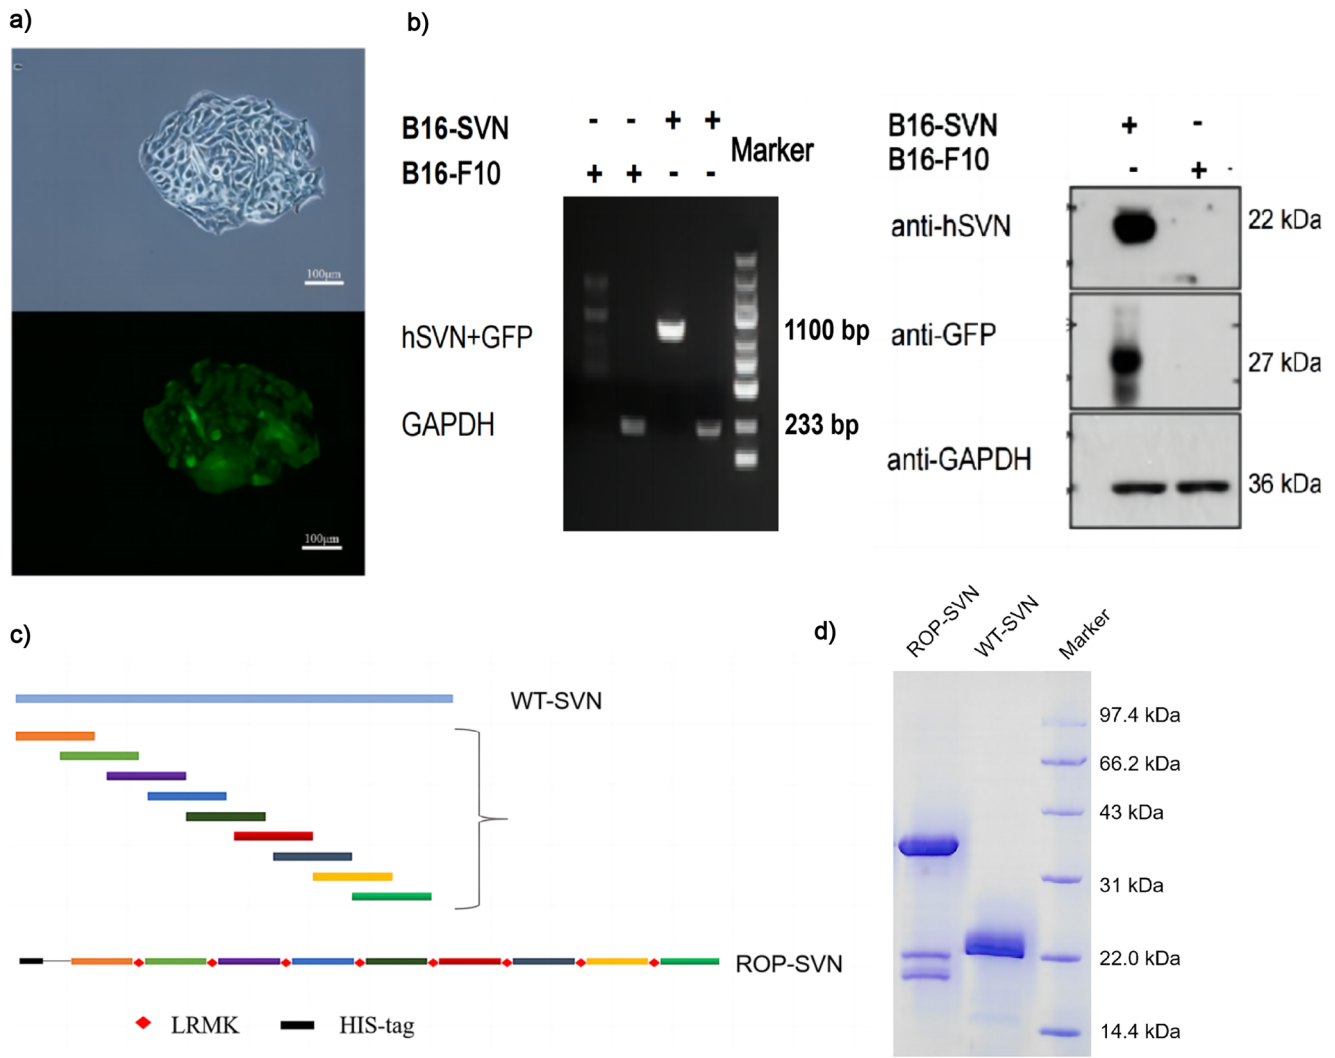 a)
100μm
100μm
b)
B16-SVN - - + +
B16-F10 + + - -
Marker
hSVN+GFP
1100 bp
GAPDH
233 bp
B16-SVN + -
B16-F10 - + -
anti-hSVN
22 kDa
anti-GFP
27 kDa
anti-GAPDH
36 kDa
c)
WT-SVN
ROP-SVN
LRMK
HIS-tag
d)
ROP-SVN
WT-SVN
Marker
97.4 kDa
66.2 kDa
43 kDa
31 kDa
22.0 kDa
14.4 kDa